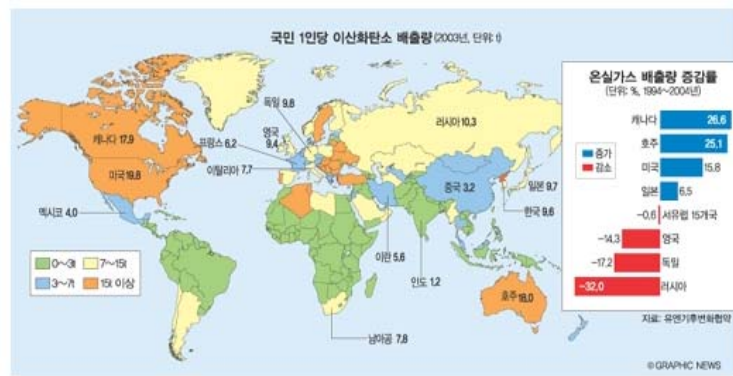 국민 1인당 이산화탄소 배출량(2003년, 단위: t)
독일 9.8
영국 9.4
프랑스 6.2
이탈리아 7.7
캐나다 17.9
미국 19.8
멕시코 4.0
러시아 10.3
중국 3.2
일본 9.7
한국 9.6
이란 5.6
인도 1.2
호주 18.0
남아공 7.8
0~3t
7~15t
3~7t
15t 이상
온실가스 배출량 증감률
(단위: %, 1994~2004년)
캐나다 26.6
호주 25.1
미국 15.8
일본 6.5
증가
감소
-0.6 서유럽 15개국
-14.3 영국
-17.2 독일
-32.0 러시아
자료: 유엔기후변화협약
©GRAPHIC NEWS